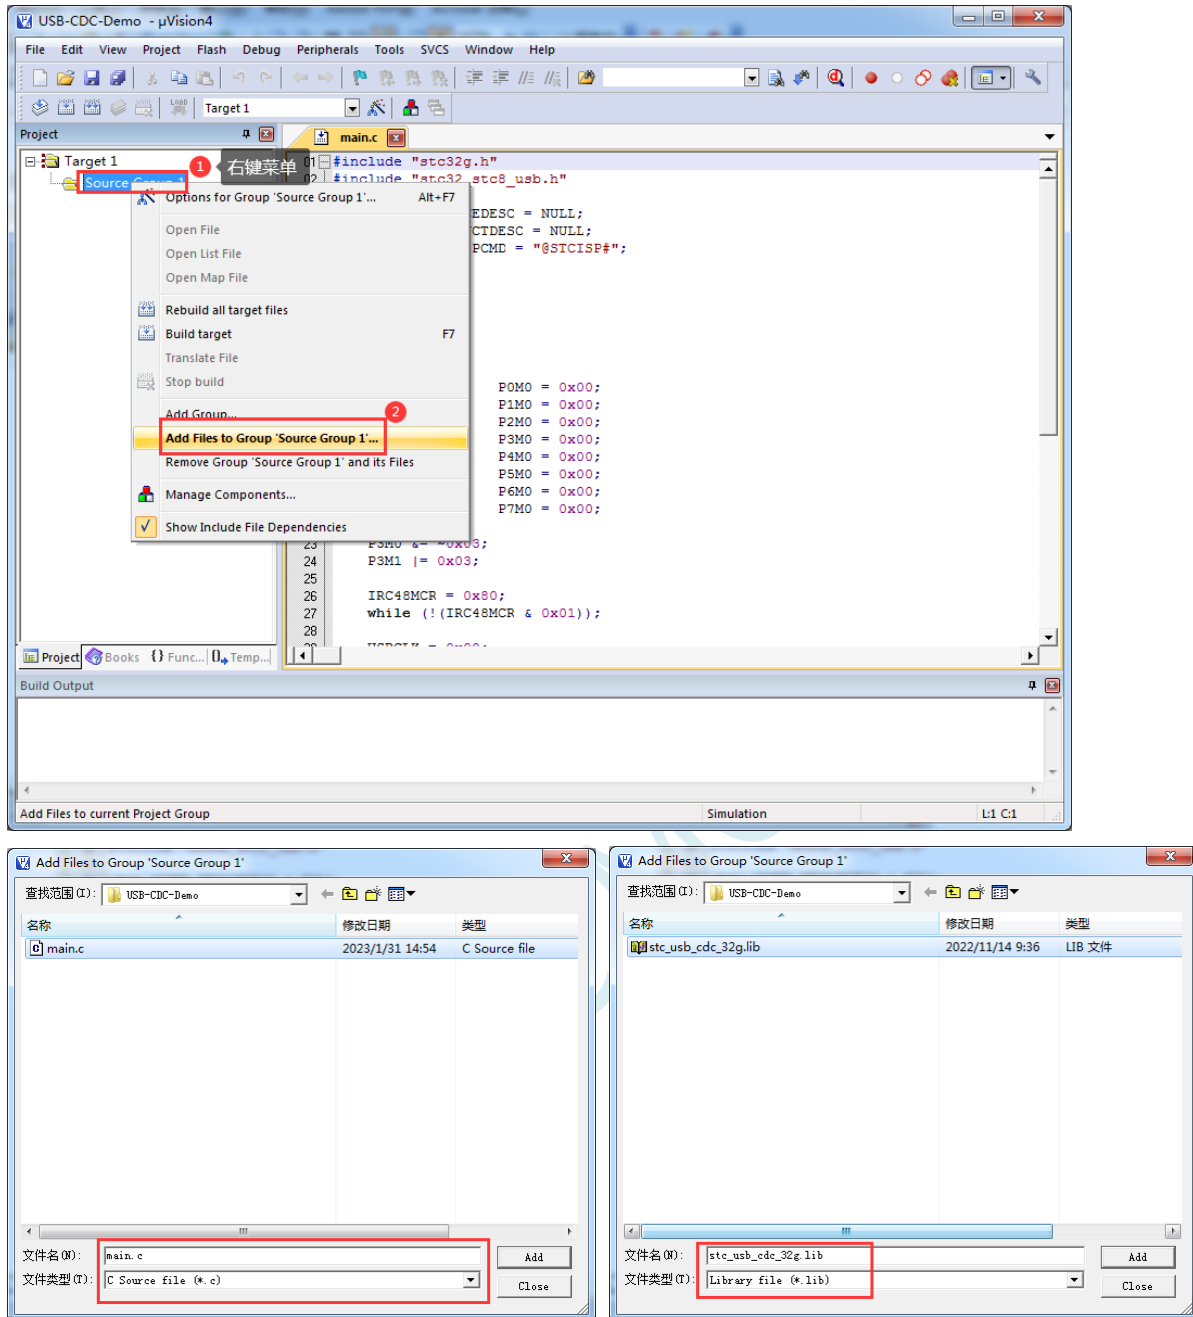 USB-CDC-Demo - µVision4
File Edit View Project Flash Debug Peripherals Tools SVCS Window Help
LOAD Target 1
Project main.c
Target 1
Source Group 1
1 右键菜单
01 #include "stc32g.h"
02 #include "stc32_stc8_usb.h"
Options for Group 'Source Group 1'... Alt+F7
EDESC = NULL;
Open File CTDESC = NULL;
Open List File PCMD = "@STCISP#";
Open Map File
Rebuild all target files
Build target F7
Translate File
Stop build
P0M0 = 0x00;
P1M0 = 0x00;
Add Group... 2
P2M0 = 0x00;
Add Files to Group 'Source Group 1'... P3M0 = 0x00;
Remove Group 'Source Group 1' and its Files P4M0 = 0x00;
P5M0 = 0x00;
Manage Components... P6M0 = 0x00;
P7M0 = 0x00;
Show Include File Dependencies
23 P3M0 &= ~0x03;
24 P3M1 |= 0x03;
25
26 IRC48MCR = 0x80;
27 while (!(IRC48MCR & 0x01));
28
29 USBCLK = 0x00;
Project Books {} Func... Temp...
Build Output
Add Files to current Project Group Simulation L:1 C:1
Add Files to Group 'Source Group 1'
查找范围(I): USB-CDC-Demo
名称 修改日期 类型
main.c 2023/1/31 14:54 C Source file
文件名(N): main.c Add
文件类型(T): C Source file (*.c) Close
Add Files to Group 'Source Group 1'
查找范围(I): USB-CDC-Demo
名称 修改日期 类型
stc_usb_cdc_32g.lib 2022/11/14 9:36 LIB 文件
文件名(N): stc_usb_cdc_32g.lib Add
文件类型(T): Library file (*.lib) Close